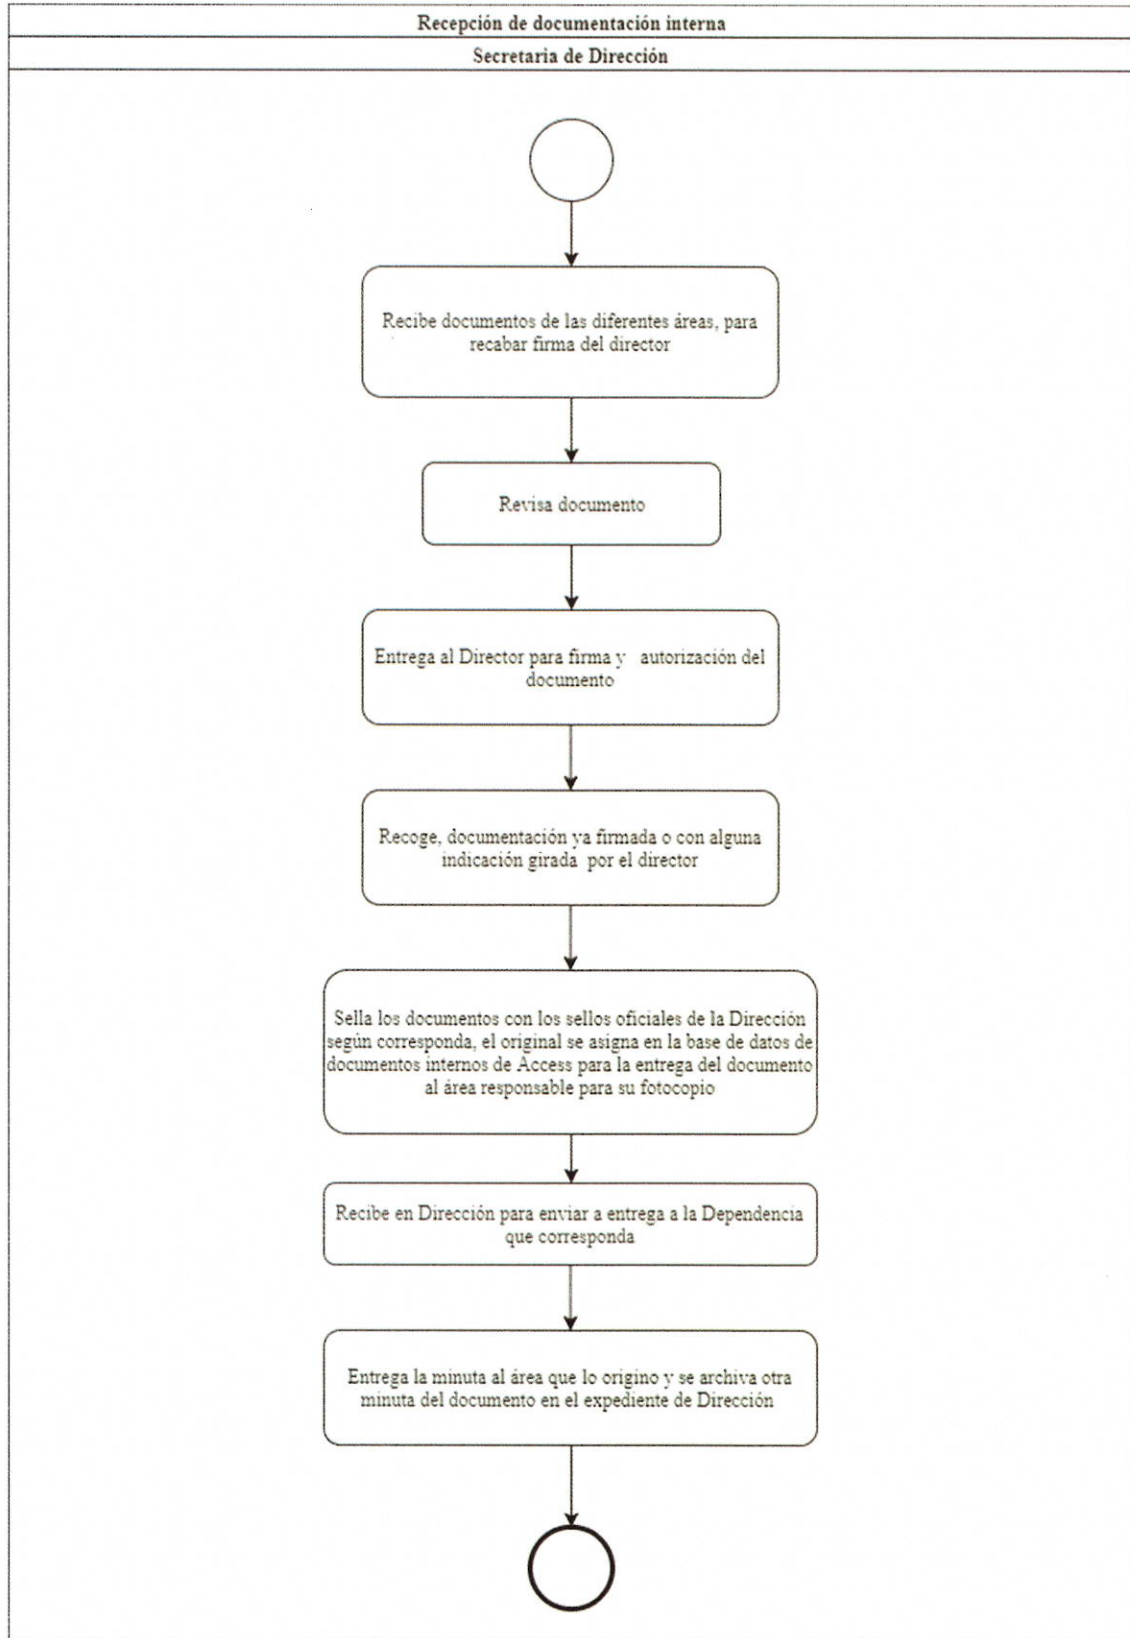 Recepción de documentación interna
Secretaria de Dirección
Recibe documentos de las diferentes áreas, para
recabar firma del director
Revisa documento
Entrega al Director para firma y autorización del
documento
Recoge, documentación ya firmada o con alguna
indicación girada por el director
Sella los documentos con los sellos oficiales de la Dirección
según corresponda, el original se asigna en la base de datos de
documentos internos de Access para la entrega del documento
al área responsable para su fotocopio
Recibe en Dirección para enviar a entrega a la Dependencia
que corresponda
Entrega la minuta al área que lo origino y se archiva otra
minuta del documento en el expediente de Dirección